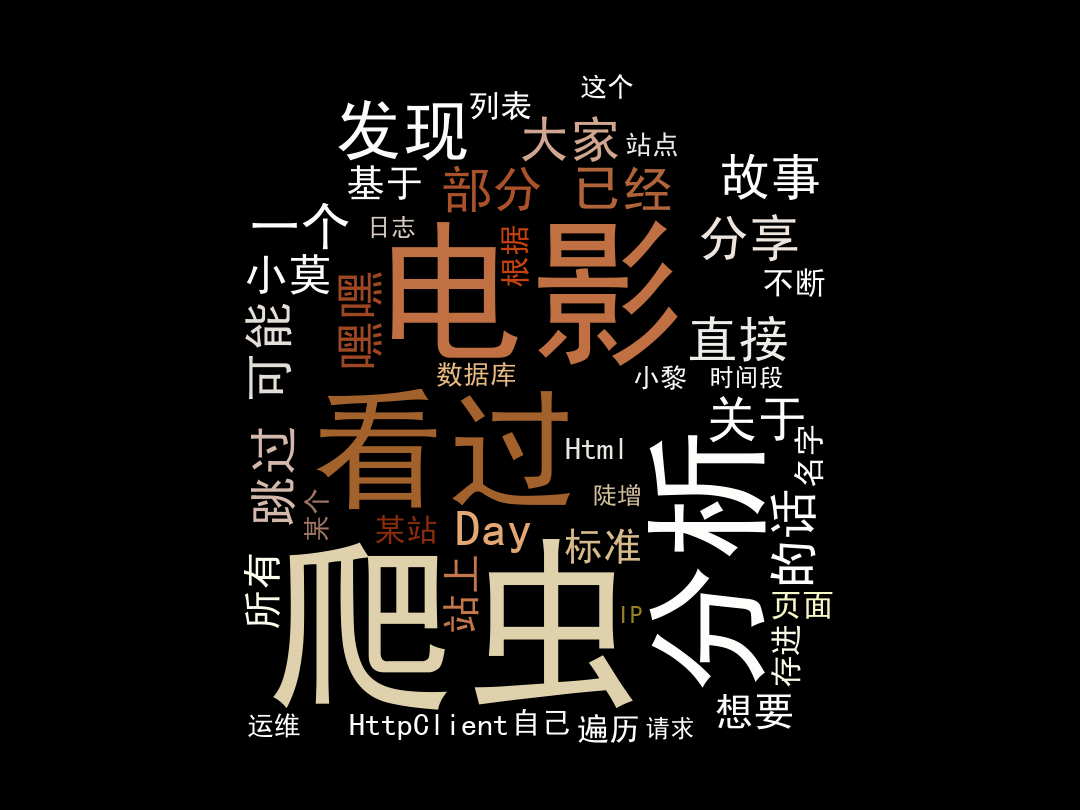 这个
列表
发现
大家
站点
故事
基于
部分
已经
一个
日志
根据
分享
小莫
嘿嘿
电影
不断
可能
直接
数据库
小黎
时间段
看过
关于
Html
名字
跳过
分析
某个
陡增
某站
Day
标准
的话
所有
爬虫
站上
IP
页面
存进
想要
运维
HttpClient
自己
遍历
请求